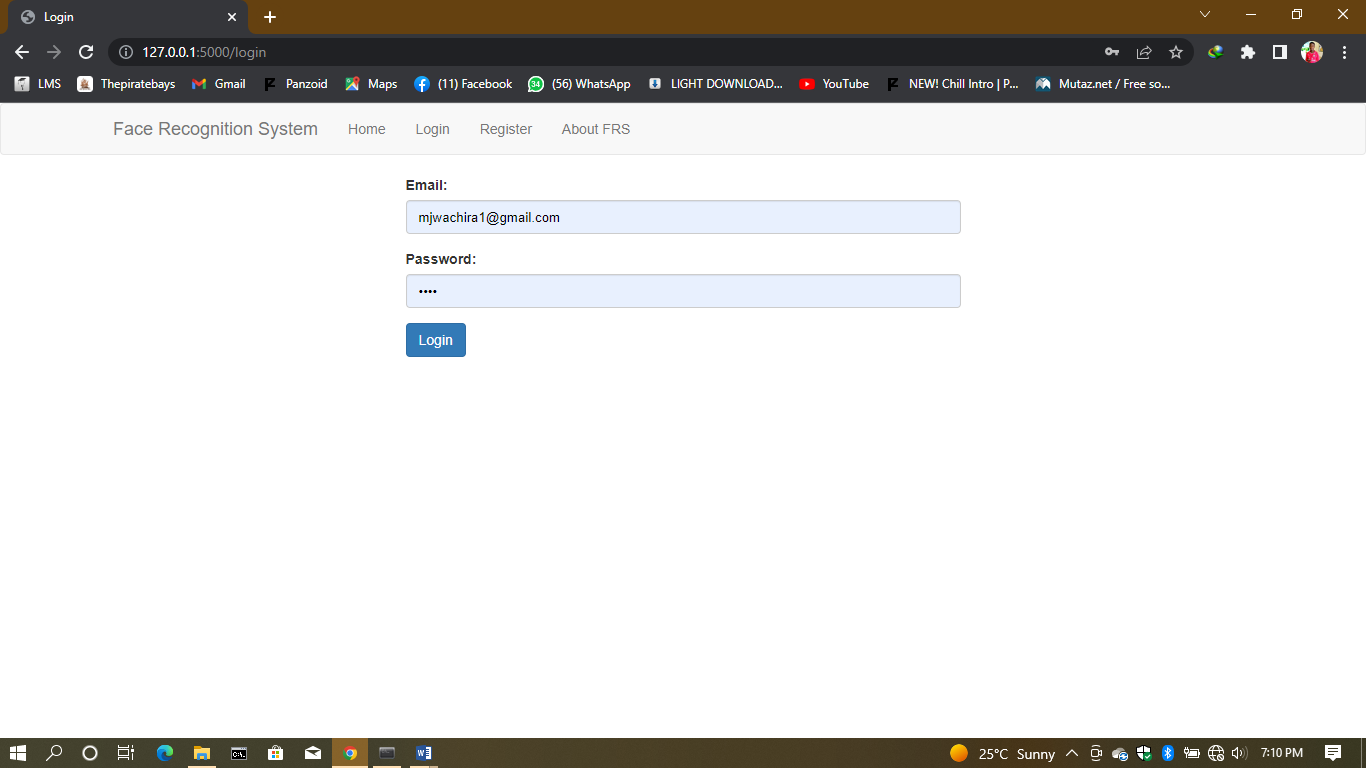 Login
127.0.0.1:5000/login
LMS Thepiratebays Gmail Panzoid Maps (11) Facebook 34 (56) WhatsApp LIGHT DOWNLOAD... YouTube NEW! Chill Intro | P... Mutaz.net / Free so...
Face Recognition System Home Login Register About FRS
Email:
mjwachira1@gmail.com
Password:
••••
Login
25°C Sunny 7:10 PM